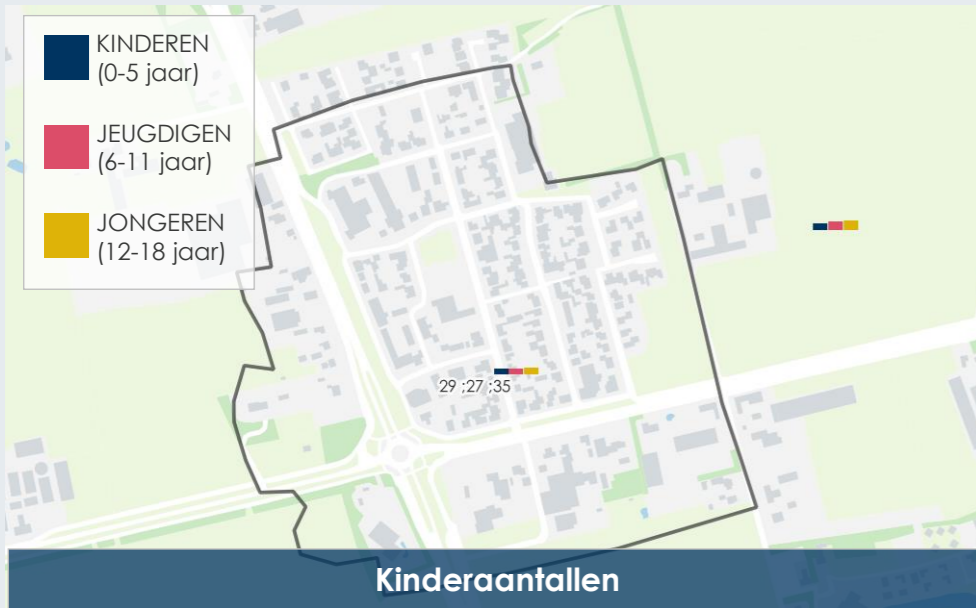 KINDEREN
(0-5 jaar)
JEUGDIGEN
(6-11 jaar)
JONGEREN
(12-18 jaar)
29 ;27 ;35
Kinderaantallen